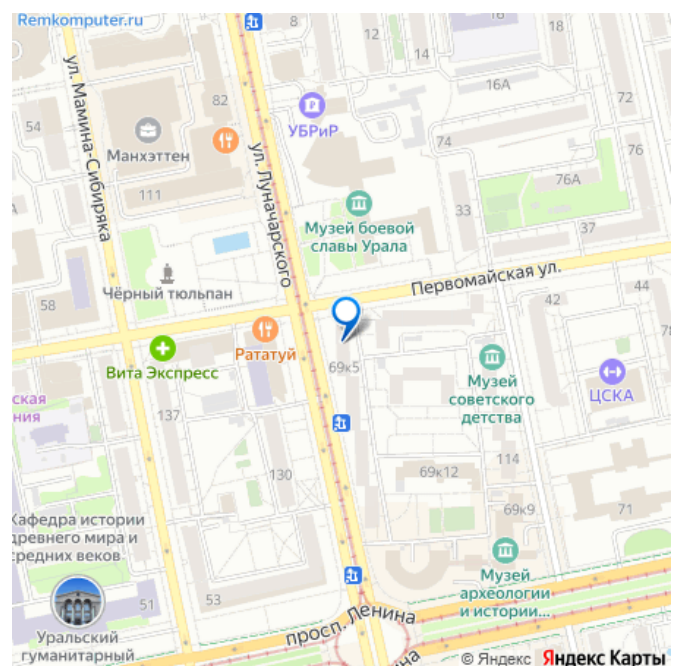 Remkomputer.ru
8
12
14
16А
72
82
54
ул. Мамина-Сибиряка
Манхэттен
УБРиР
74
76
76А
111
ул. Луначарского
Музей боевой
славы Урала
33
37
Чёрный тюльпан
Первомайская ул.
58
42
44
Рататуй
Вита Экспресс
69к5
Музей
советского
детства
ЦСКА
ская
ния
137
130
69к12
114
69к9
71
Кафедра истории
древнего мира и
средних веков
Музей
археологии
и истории...
51
53
просп. Ленина
Уральский
гуманитарный
© Яндекс Яндекс Карты